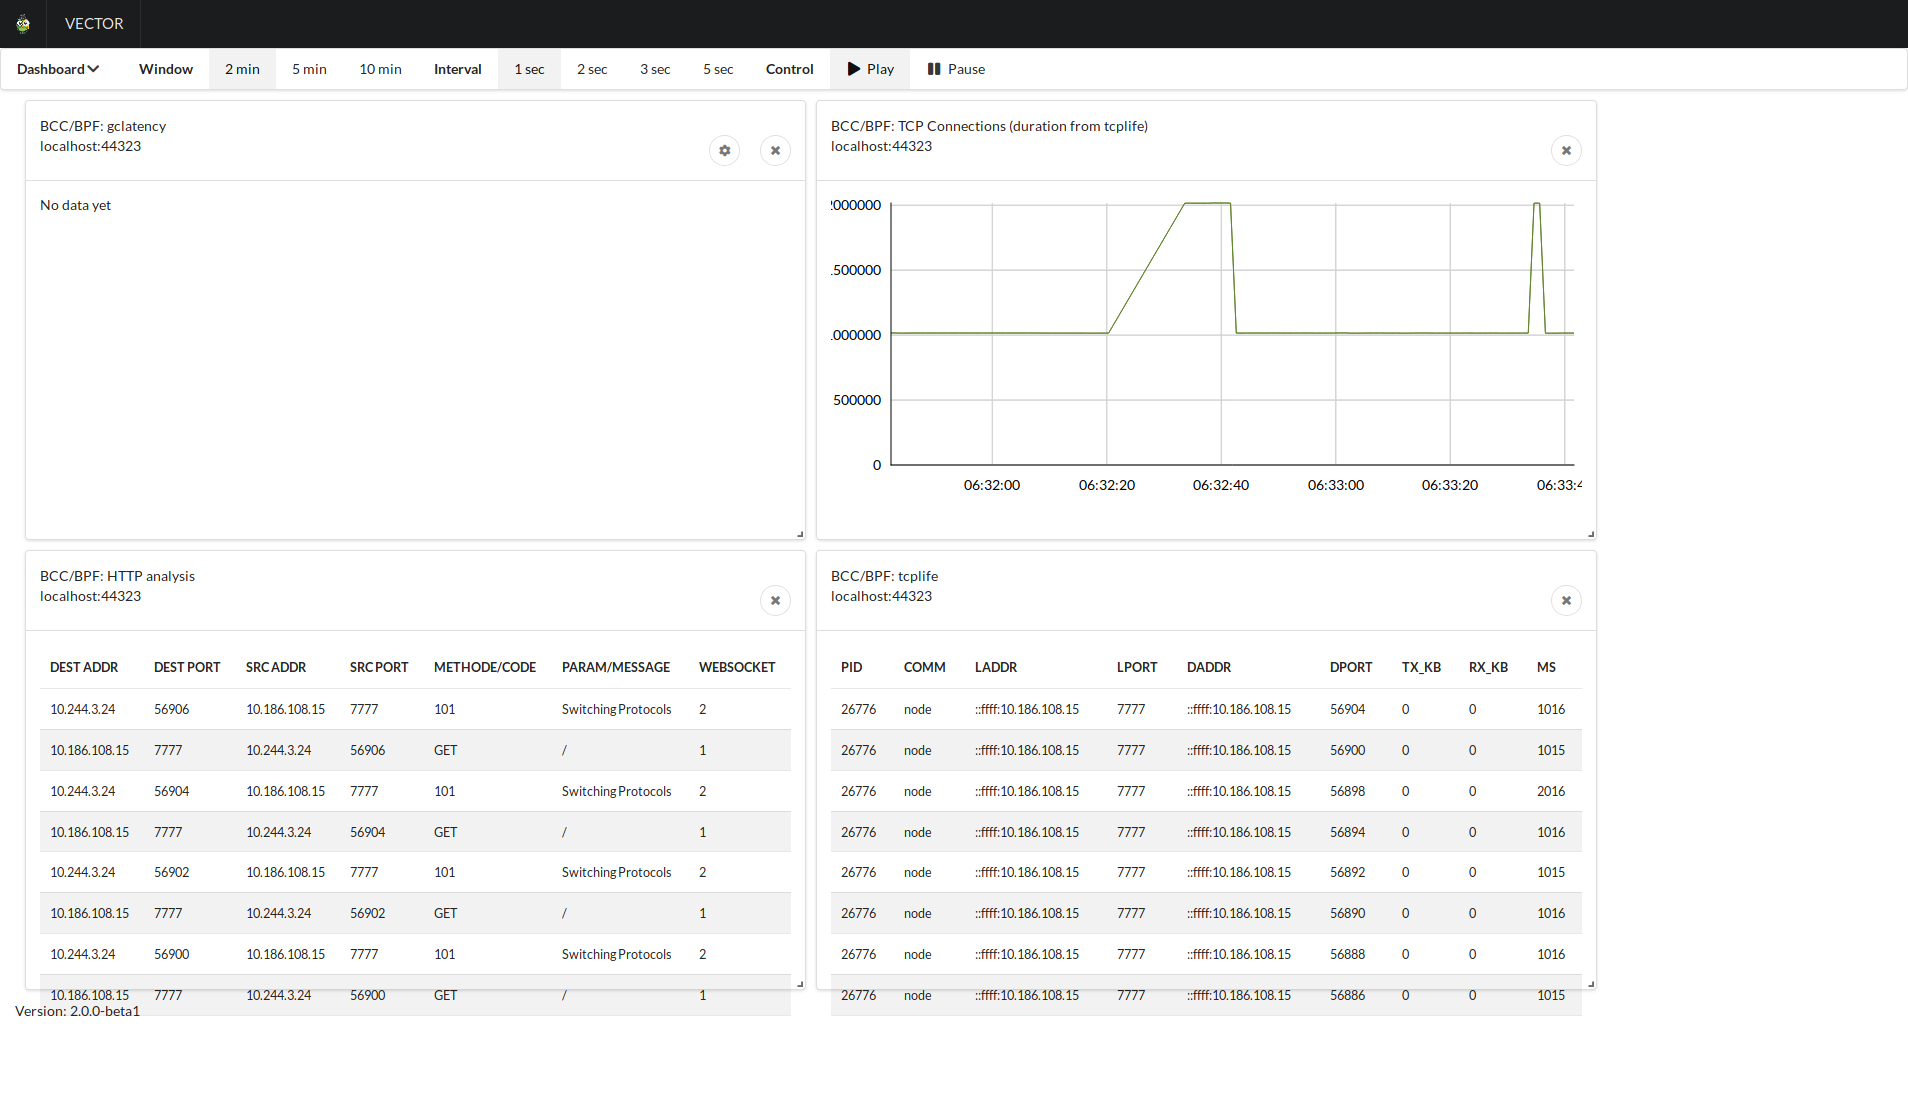 VECTOR
Dashboard Window 2 min 5 min 10 min Interval 1 sec 2 sec 3 sec 5 sec Control Play Pause
BCC/BPF: gclatency
localhost:44323
No data yet
BCC/BPF: TCP Connections (duration from tcplife)
localhost:44323
2000000
1500000
1000000
500000
0
06:32:00 06:32:20 06:32:40 06:33:00 06:33:20 06:33:4
BCC/BPF: HTTP analysis
localhost:44323
DEST ADDR DEST PORT SRC ADDR SRC PORT METHODE/CODE PARAM/MESSAGE WEBSOCKET
10.244.3.24 56906 10.186.108.15 7777 101 Switching Protocols 2
10.186.108.15 7777 10.244.3.24 56906 GET / 1
10.244.3.24 56904 10.186.108.15 7777 101 Switching Protocols 2
10.186.108.15 7777 10.244.3.24 56904 GET / 1
10.244.3.24 56902 10.186.108.15 7777 101 Switching Protocols 2
10.186.108.15 7777 10.244.3.24 56902 GET / 1
10.244.3.24 56900 10.186.108.15 7777 101 Switching Protocols 2
10.186.108.15 7777 10.244.3.24 56900 GET / 1
BCC/BPF: tcplife
localhost:44323
PID COMM LADDR LPORT DADDR DPORT TX_KB RX_KB MS
26776 node ::ffff:10.186.108.15 7777 ::ffff:10.186.108.15 56904 0 0 1016
26776 node ::ffff:10.186.108.15 7777 ::ffff:10.186.108.15 56900 0 0 1015
26776 node ::ffff:10.186.108.15 7777 ::ffff:10.186.108.15 56898 0 0 2016
26776 node ::ffff:10.186.108.15 7777 ::ffff:10.186.108.15 56894 0 0 1016
26776 node ::ffff:10.186.108.15 7777 ::ffff:10.186.108.15 56892 0 0 1015
26776 node ::ffff:10.186.108.15 7777 ::ffff:10.186.108.15 56890 0 0 1016
26776 node ::ffff:10.186.108.15 7777 ::ffff:10.186.108.15 56888 0 0 1016
26776 node ::ffff:10.186.108.15 7777 ::ffff:10.186.108.15 56886 0 0 1015
Version: 2.0.0-beta1